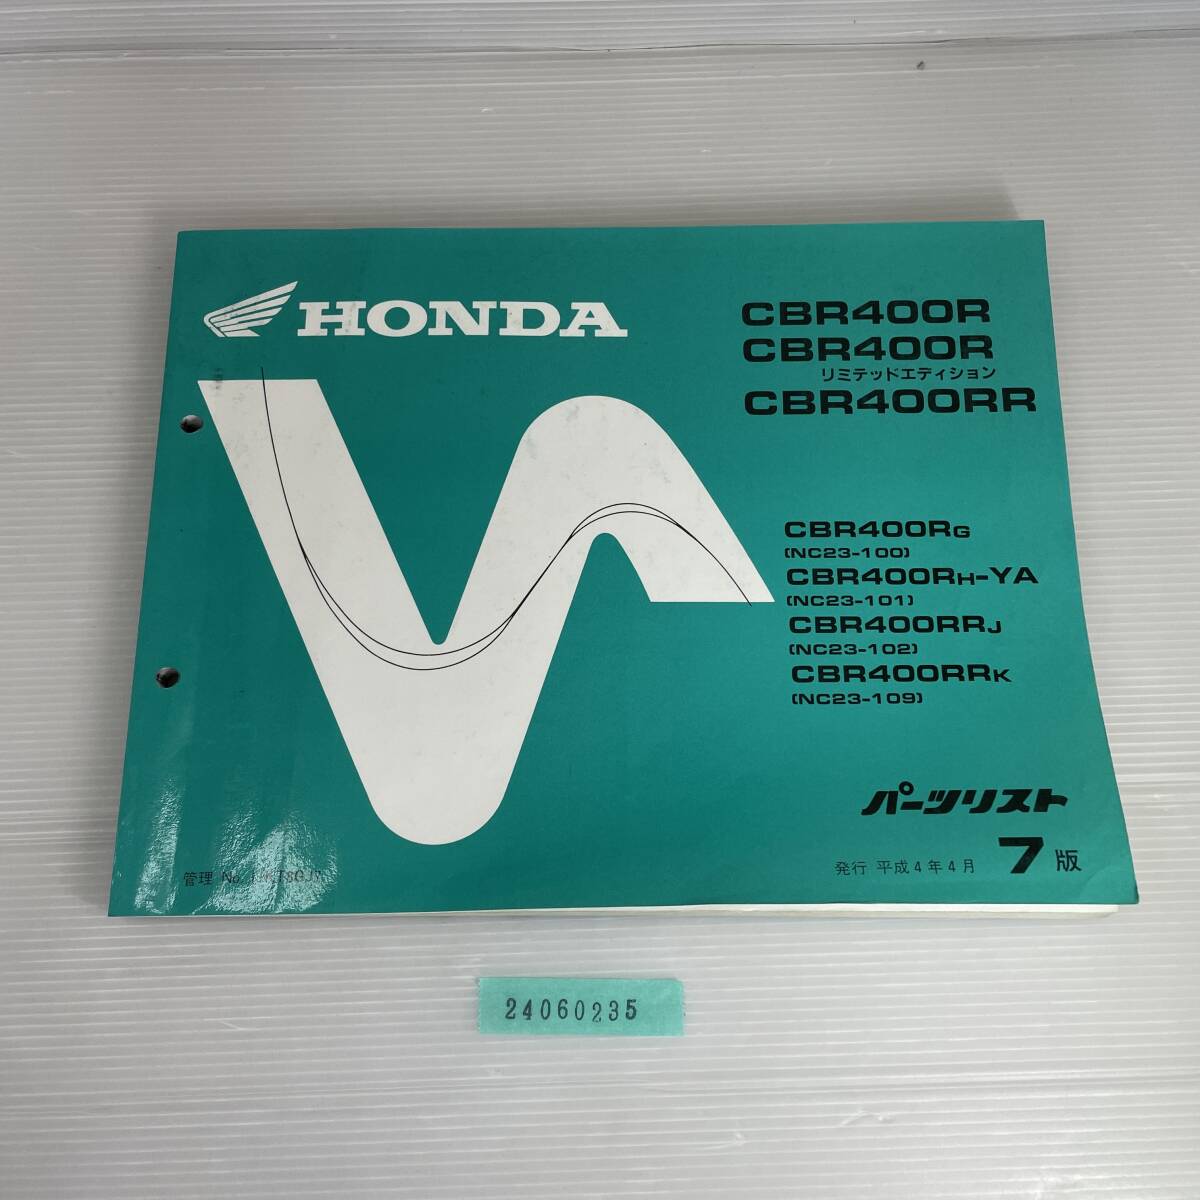 HONDA
CBR400R
CBR400R
リミテッドエディション
CBR400RR
CBR400RG
(NC23-100)
CBR400RH-YA
(NC23-101)
CBR400RRJ
(NC23-102)
CBR400RRK
(NC23-109)
パーツリスト
発行 平成4年4月 7版
管理 No.
24060235